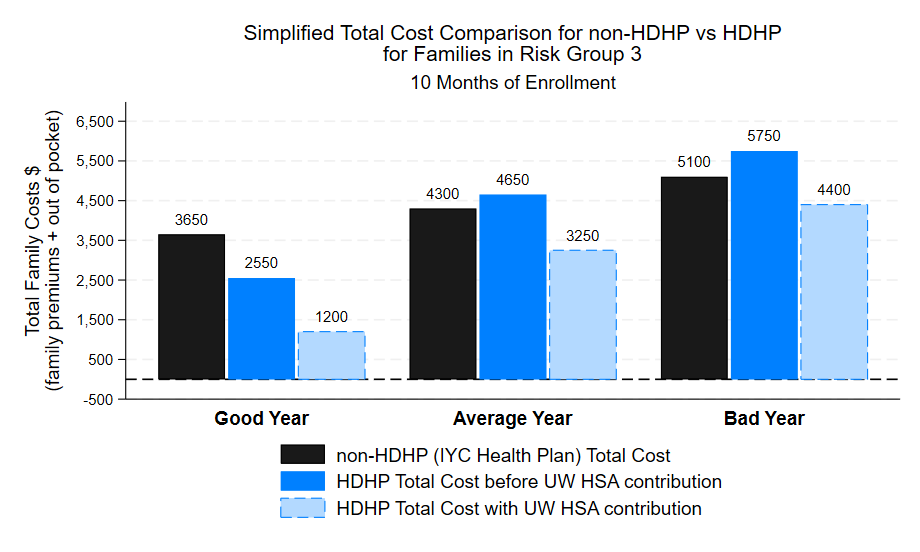 Simplified Total Cost Comparison for non-HDHP vs HDHP
for Families in Risk Group 3
10 Months of Enrollment
Total Family Costs $
(family premiums + out of pocket)
6,500
5,500
4,500
3,500
2,500
1,500
500
-500
3650
2550
1200
4300
4650
3250
5100
5750
4400
Good Year
Average Year
Bad Year
non-HDHP (IYC Health Plan) Total Cost
HDHP Total Cost before UW HSA contribution
HDHP Total Cost with UW HSA contribution